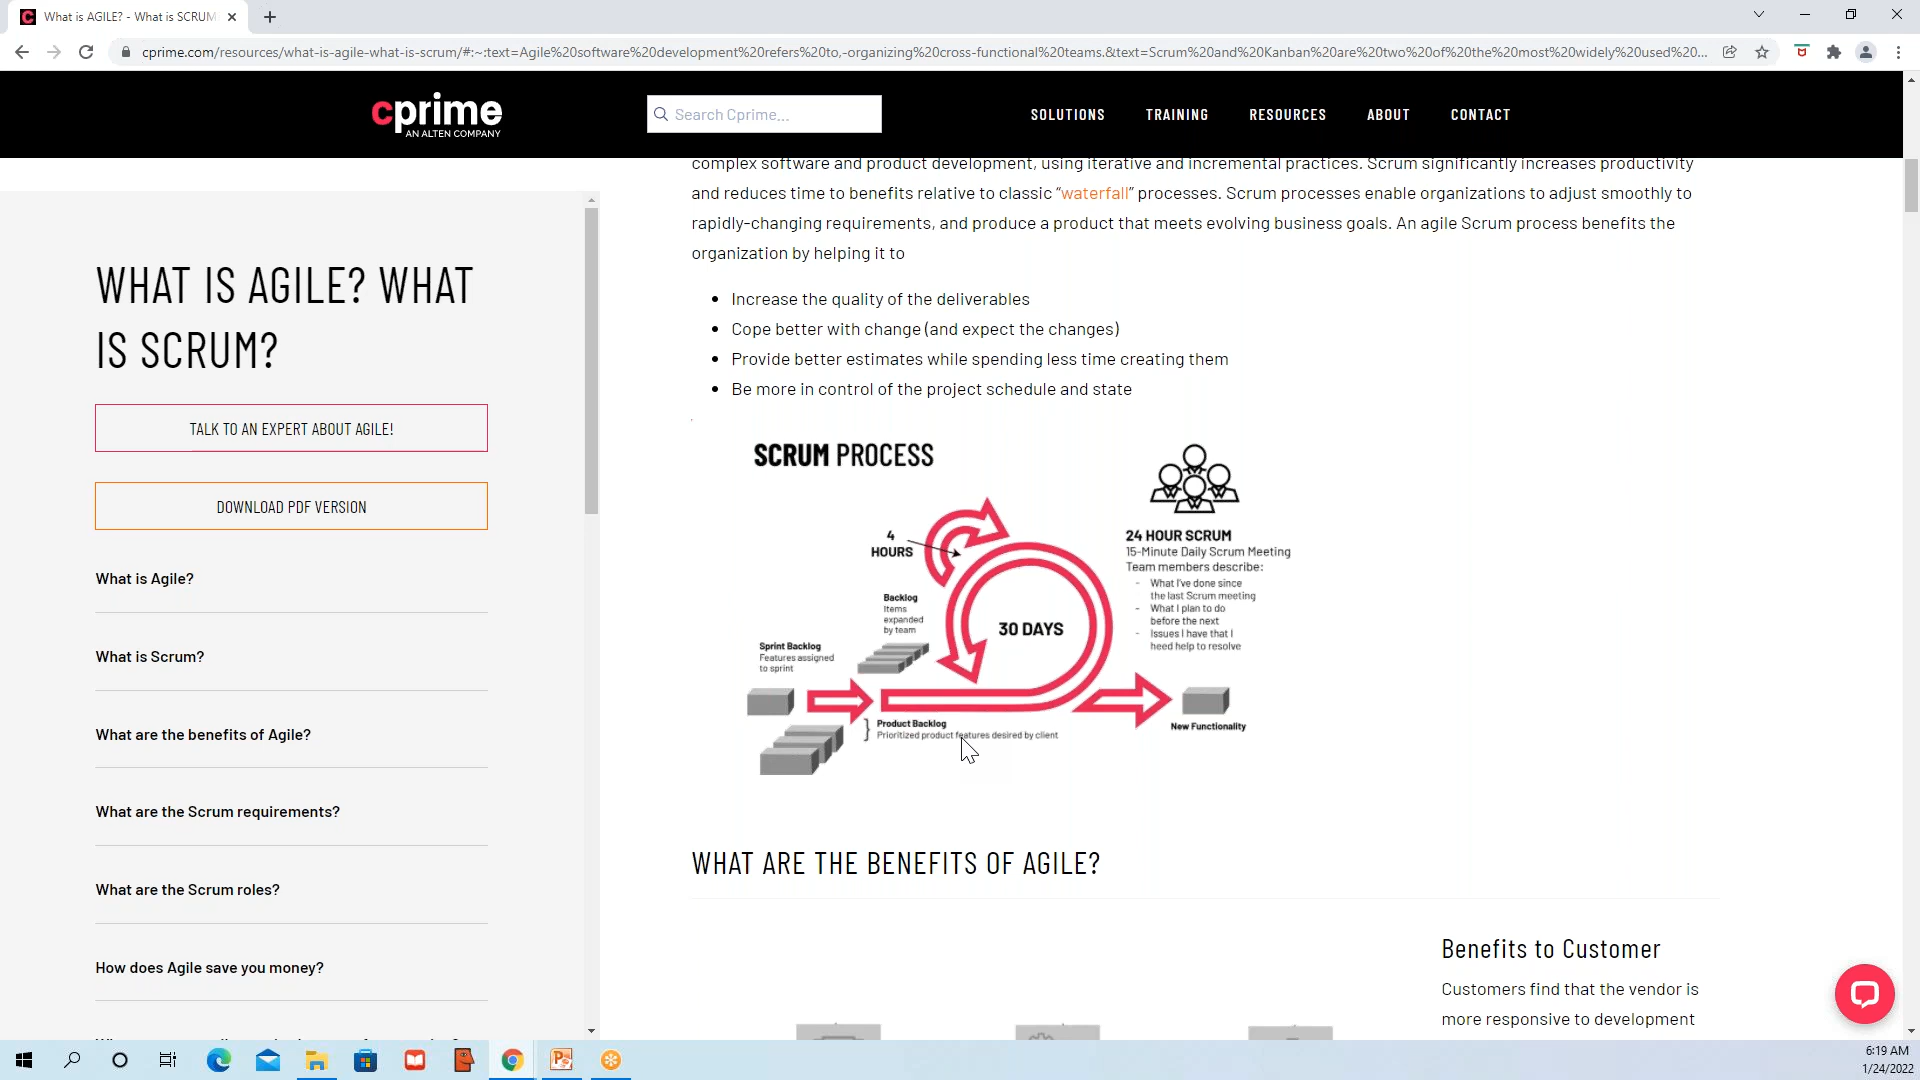 What is AGILE? - What is SCRUM
cprime.com/resources/what-is-agile-what-is-scrum/#:~:text=Agile%20software%20development%20refers%20to,-organizing%20cross-functional%20teams.&text=Scrum%20and%20Kanban%20are%20two%20of%20the%20most%20widely%20used%20...
cprime
AN ALTEN COMPANY
Search Cprime...
SOLUTIONS
TRAINING
RESOURCES
ABOUT
CONTACT
WHAT IS AGILE? WHAT
IS SCRUM?
TALK TO AN EXPERT ABOUT AGILE!
DOWNLOAD PDF VERSION
What is Agile?
What is Scrum?
What are the benefits of Agile?
What are the Scrum requirements?
What are the Scrum roles?
How does Agile save you money?
complex software and product development, using iterative and incremental practices. Scrum significantly increases productivity
and reduces time to benefits relative to classic “waterfall” processes. Scrum processes enable organizations to adjust smoothly to
rapidly-changing requirements, and produce a product that meets evolving business goals. An agile Scrum process benefits the
organization by helping it to
Increase the quality of the deliverables
Cope better with change (and expect the changes)
Provide better estimates while spending less time creating them
Be more in control of the project schedule and state
SCRUM PROCESS
4
HOURS
Backlog
Items
expanded
by team
Sprint Backlog
Features assigned
to sprint
30 DAYS
Product Backlog
Prioritized product features desired by client
24 HOUR SCRUM
15-Minute Daily Scrum Meeting
Team members describe:
- What I've done since
the last Scrum meeting
- What I plan to do
before the next
- Issues I have that I
need help to resolve
New Functionality
WHAT ARE THE BENEFITS OF AGILE?
Benefits to Customer
Customers find that the vendor is
more responsive to development
6:19 AM
1/24/2022